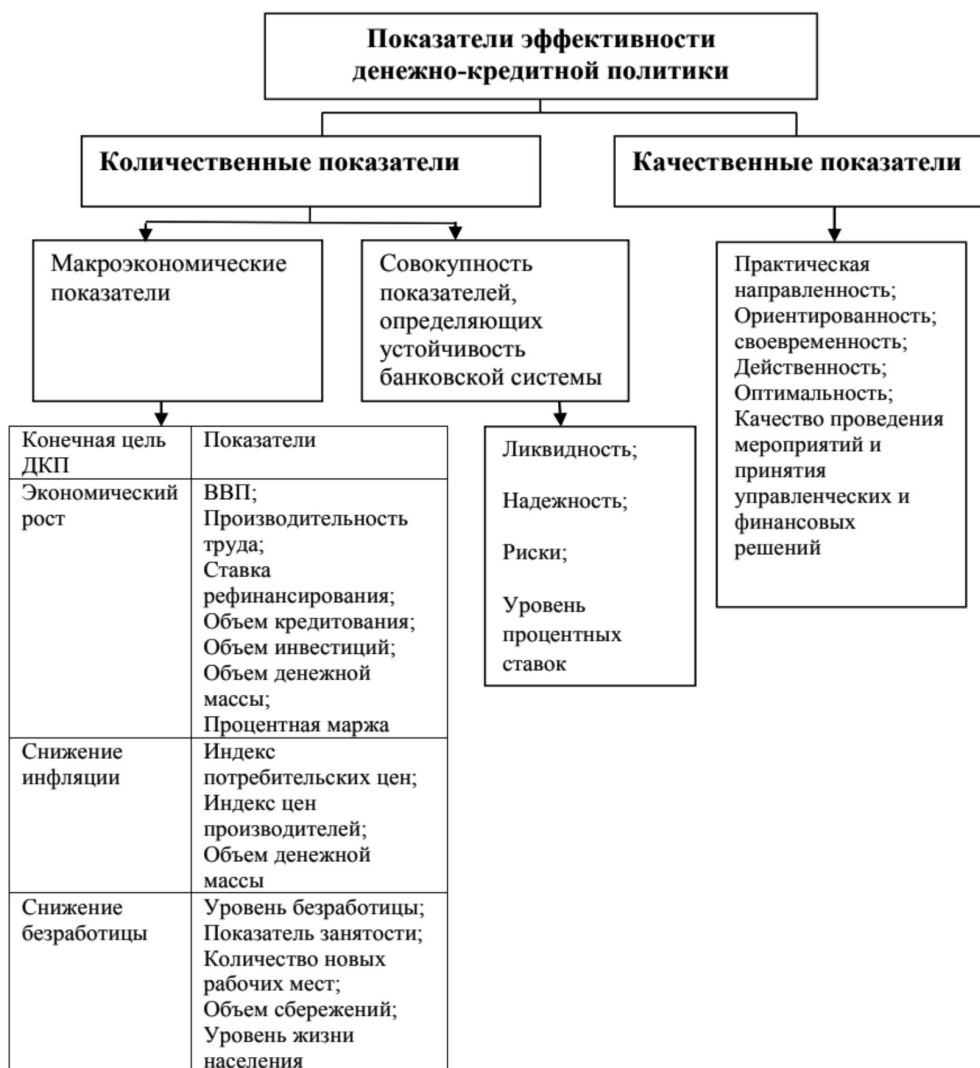 Показатели эффективности
денежно-кредитной политики
Количественные показатели
Качественные показатели
Макроэкономические
показатели
Совокупность
показателей,
определяющих
устойчивость
банковской системы
Практическая
направленность;
Ориентированность;
своевременность;
Действенность;
Оптимальность;
Качество проведения
мероприятий и
принятия
управленческих и
финансовых
решений
Конечная цель
ДКП
Показатели
Экономический
рост
ВВП;
Производительность
труда;
Ставка
рефинансирования;
Объем кредитования;
Объем инвестиций;
Объем денежной
массы;
Процентная маржа
Снижение
инфляции
Индекс
потребительских цен;
Индекс цен
производителей;
Объем денежной
массы
Снижение
безработицы
Уровень безработицы;
Показатель занятости;
Количество новых
рабочих мест;
Объем сбережений;
Уровень жизни
населения
Ликвидность;
Надежность;
Риски;
Уровень
процентных
ставок